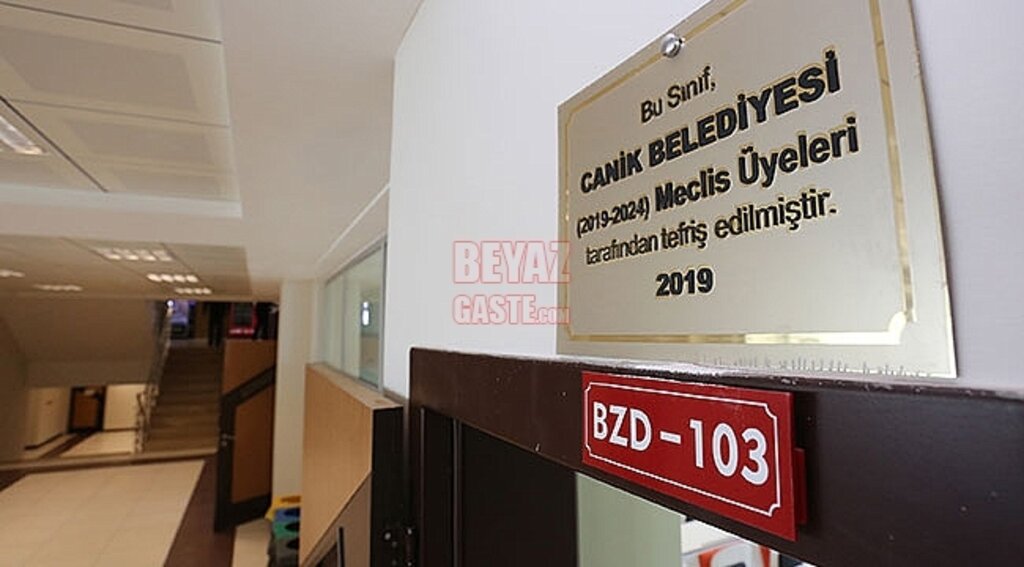 Bu Sınıf,
CANİK BELEDİYESİ
(2019-2024) Meclis Üyeleri
tarafından tefriş edilmiştir.
2019
BEYAZ
GASTE.COM
BZD-103